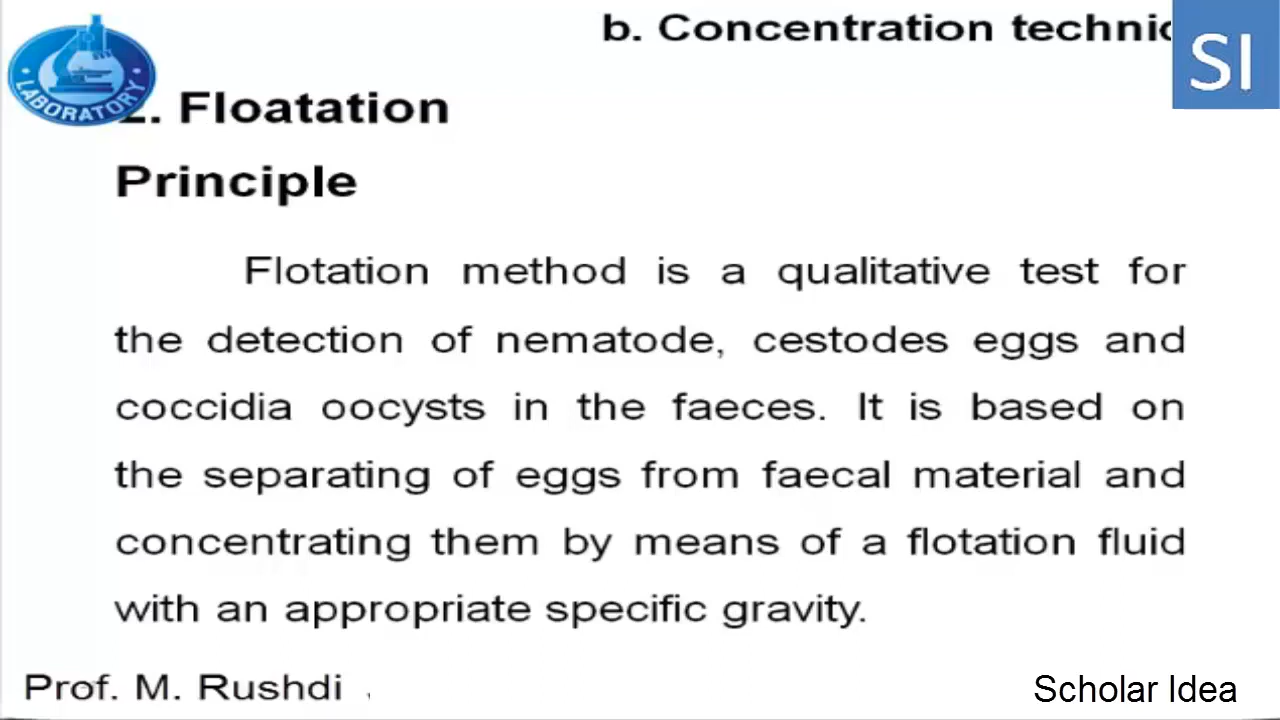 b. Concentration
SI
LABORATORY
2. Floatation
Principle
Flotation method is a qualitative test for
the detection of nematode, cestodes eggs and
coccidia oocysts in the faeces. It is based on
the separating of eggs from faecal material and
concentrating them by means of a flotation fluid
with an appropriate specific gravity.
Prof. M. Rushdi
Scholar Idea